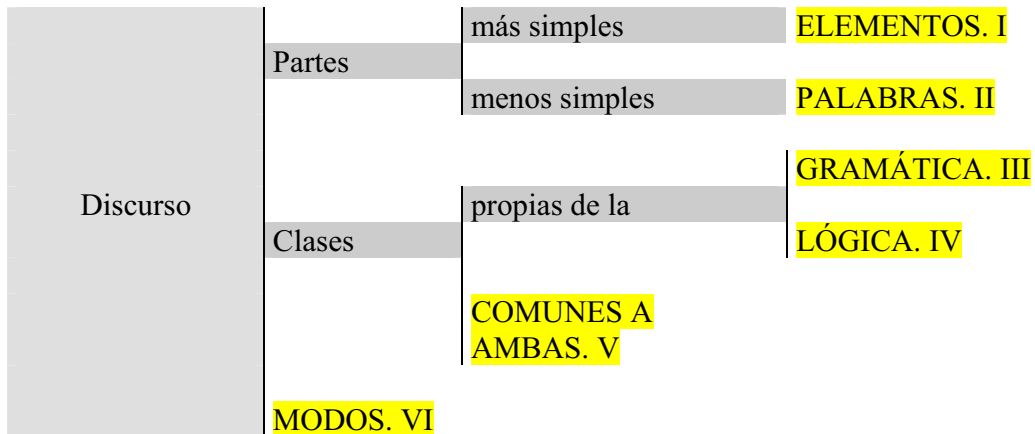 más simples ELEMENTOS. I
Partes
menos simples PALABRAS. II
GRAMÁTICA. III
Discurso propias de la
Clases LÓGICA. IV
COMUNES A
AMBAS. V
MODOS. VI